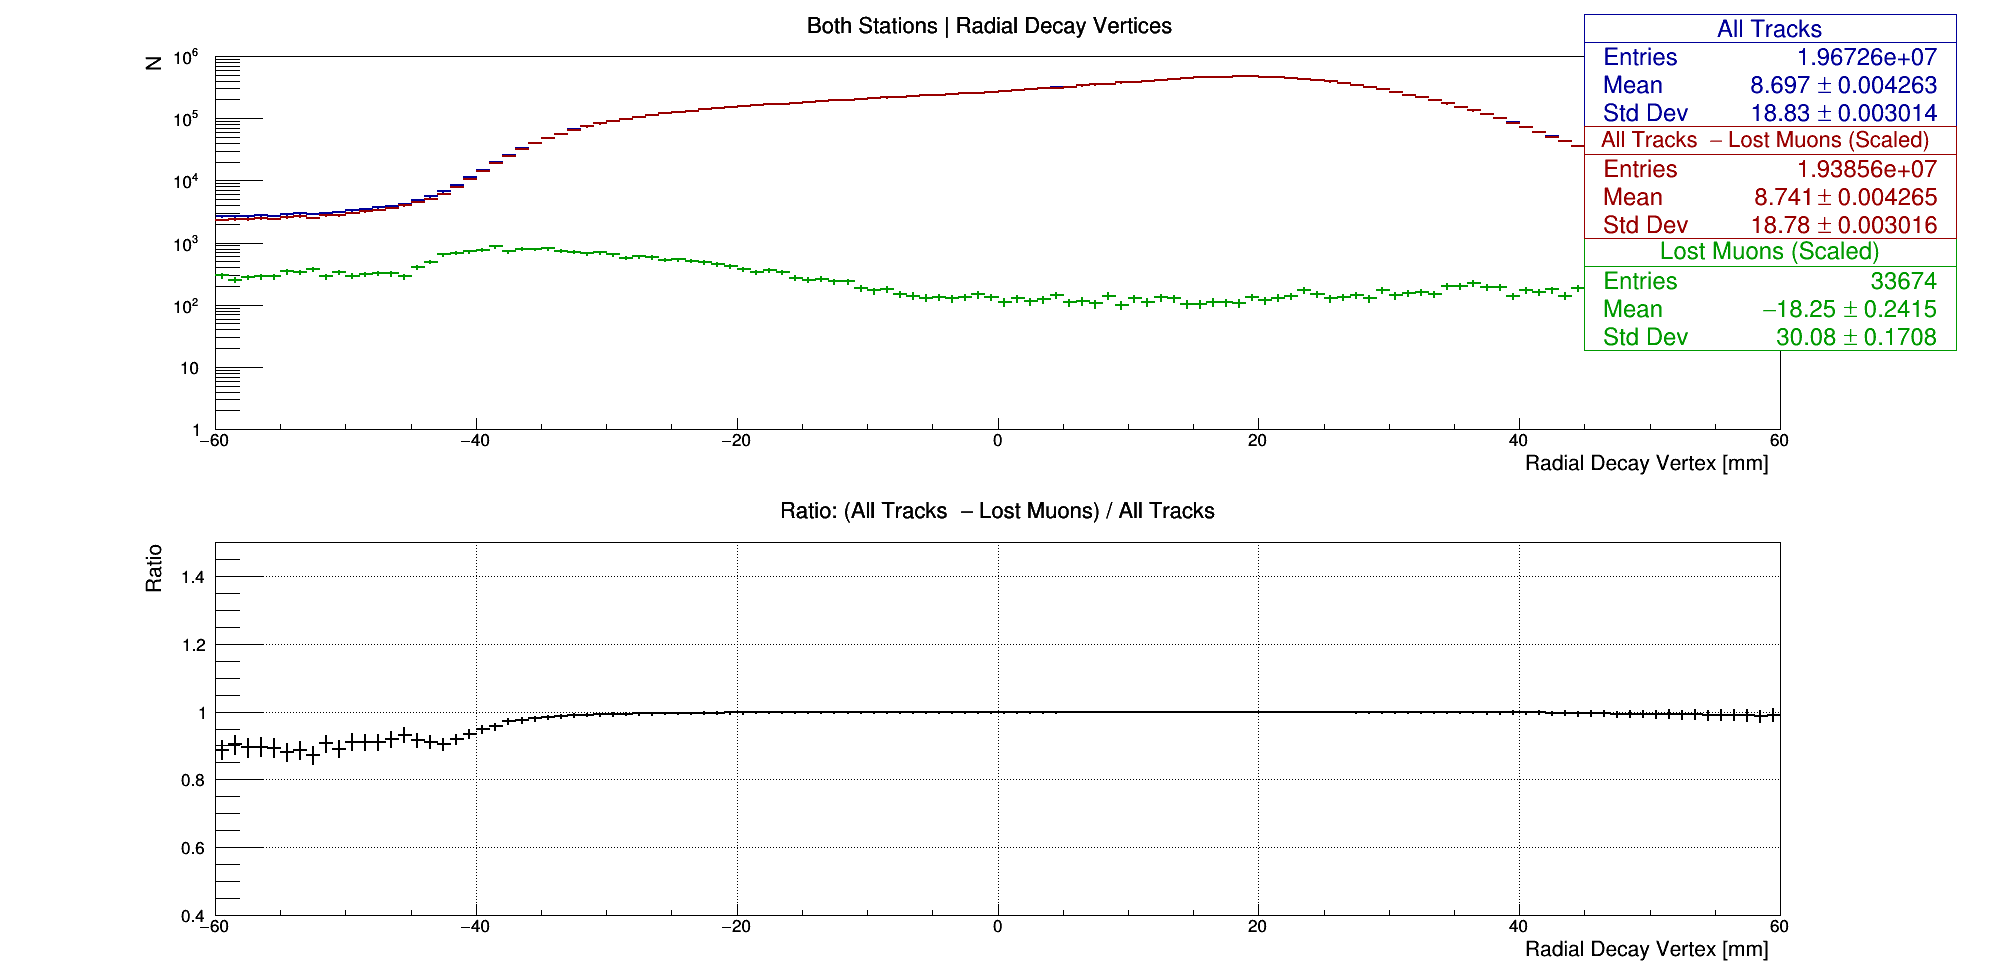 Both Stations | Radial Decay Vertices
N
10^6
10^5
10^4
10^3
10^2
10
1
−60 −40 −20 0 20 40 60
Radial Decay Vertex [mm]
All Tracks
Entries 1.96726e+07
Mean 8.697 ± 0.004263
Std Dev 18.83 ± 0.003014
All Tracks − Lost Muons (Scaled)
Entries 1.93856e+07
Mean 8.741 ± 0.004265
Std Dev 18.78 ± 0.003016
Lost Muons (Scaled)
Entries 33674
Mean −18.25 ± 0.2415
Std Dev 30.08 ± 0.1708
Ratio: (All Tracks − Lost Muons) / All Tracks
Ratio
1.4
1.2
1
0.8
0.6
0.4
−60 −40 −20 0 20 40 60
Radial Decay Vertex [mm]